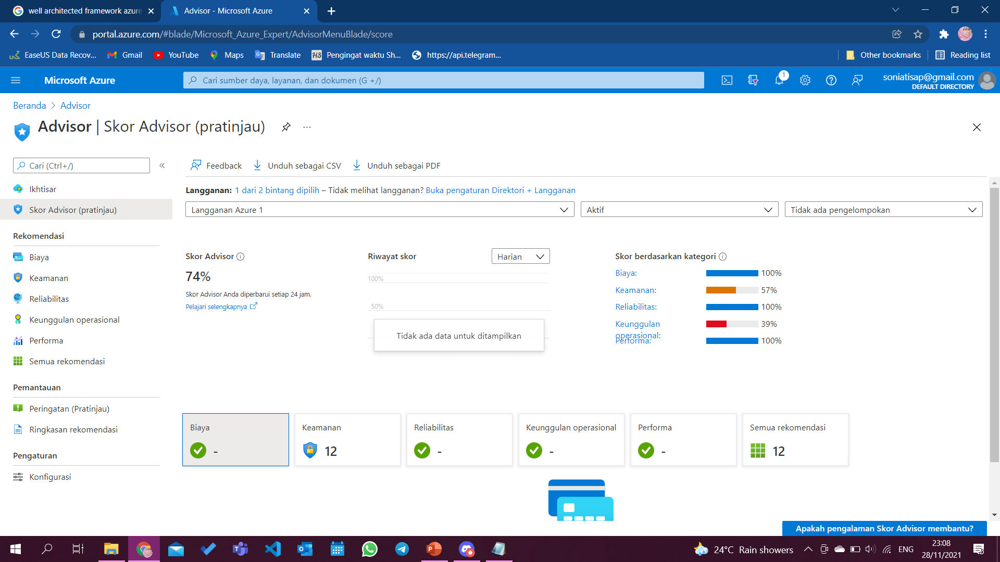 well architected framework azure
Advisor - Microsoft Azure
portal.azure.com/#blade/Microsoft_Azure_Expert/AdvisorMenuBlade/score
EaseUS Data Recov...
Gmail
YouTube
Maps
Translate
HS
Pengingat waktu Sh...
https://api.telegram...
Other bookmarks
Reading list
Microsoft Azure
Cari sumber daya, layanan, dan dokumen (G +/)
1
soniatisap@gmail.com
DEFAULT DIRECTORY
Beranda > Advisor
Advisor | Skor Advisor (pratinjau)
Cari (Ctrl+/)
Ikhtisar
Skor Advisor (pratinjau)
Rekomendasi
Biaya
Keamanan
Reliabilitas
Keunggulan operasional
Performa
Semua rekomendasi
Pemantauan
Peringatan (Pratinjau)
Ringkasan rekomendasi
Pengaturan
Konfigurasi
Feedback
Unduh sebagai CSV
Unduh sebagai PDF
Langganan: 1 dari 2 bintang dipilih – Tidak melihat langganan? Buka pengaturan Direktori + Langganan
Langganan Azure 1
Aktif
Tidak ada pengelompokan
Skor Advisor
74%
Skor Advisor Anda diperbarui setiap 24 jam.
Pelajari selengkapnya
Riwayat skor
Harian
100%
50%
Tidak ada data untuk ditampilkan
Skor berdasarkan kategori
Biaya: 100%
Keamanan: 57%
Reliabilitas: 100%
Keunggulan operasional: 39%
Performa: 100%
Biaya
-
Keamanan
12
Reliabilitas
-
Keunggulan operasional
-
Performa
-
Semua rekomendasi
12
Apakah pengalaman Skor Advisor membantu?
24°C Rain showers
ENG
23:08
28/11/2021